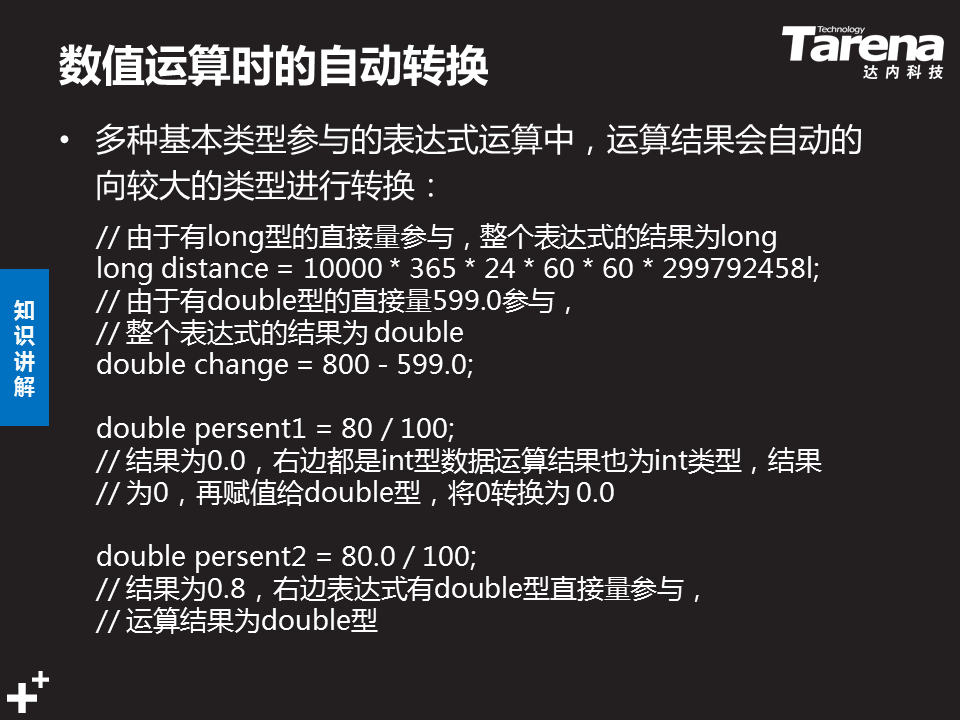 数值运算时的自动转换
Technology
Tarena
达内科技
• 多种基本类型参与的表达式运算中，运算结果会自动的
向较大的类型进行转换：
// 由于有long型的直接量参与，整个表达式的结果为long
long distance = 10000 * 365 * 24 * 60 * 60 * 299792458l;
// 由于有double型的直接量599.0参与，
// 整个表达式的结果为 double
double change = 800 - 599.0;
double persent1 = 80 / 100;
// 结果为0.0，右边都是int型数据运算结果也为int类型，结果
// 为0，再赋值给double型，将0转换为 0.0
double persent2 = 80.0 / 100;
// 结果为0.8，右边表达式有double型直接量参与，
// 运算结果为double型
知
识
讲
解